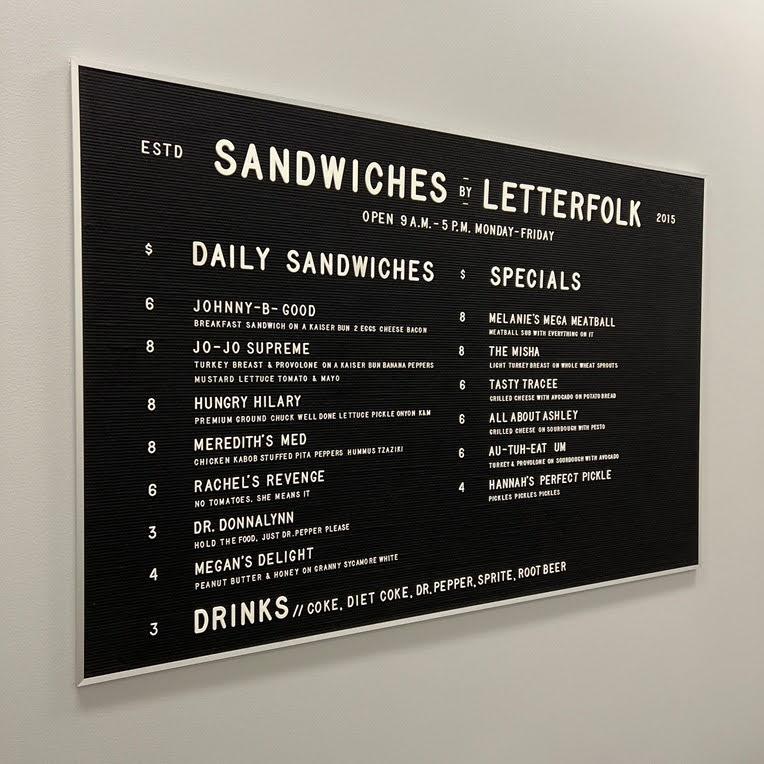 ESTD SANDWICHES BY LETTERFOLK 2015
OPEN 9 A.M. - 5 P.M. MONDAY-FRIDAY
$ DAILY SANDWICHES
6 JOHNNY-B-GOOD
BREAKFAST SANDWICH ON A KAISER BUN 2 EGGS CHEESE BACON
8 JO-JO SUPREME
TURKEY BREAST & PROVOLONE ON A KAISER BUN BANANA PEPPERS
MUSTARD LETTUCE TOMATO & MAYO
8 HUNGRY HILARY
PREMIUM GROUND CHUCK WELL DONE LETTUCE PICKLE ONYON K&M
8 MEREDITH'S MED
CHICKEN KABOB STUFFED PITA PEPPERS HUMMUS TZAZIKI
6 RACHEL'S REVENGE
NO TOMATOES. SHE MEANS IT
3 DR. DONNALYNN
HOLD THE FOOD, JUST DR.PEPPER PLEASE
4 MEGAN'S DELIGHT
PEANUT BUTTER & HONEY ON GRANNY SYCAMORE WHITE
$ SPECIALS
8 MELANIE'S MEGA MEATBALL
MEATBALL SUB WITH EVERYTHING ON IT
8 THE MISHA
LIGHT TURKEY BREAST ON WHOLE WHEAT SPROUTS
6 TASTY TRACEE
GRILLED CHEESE WITH AVOCADO ON POTATO BREAD
6 ALL ABOUT ASHLEY
GRILLED CHEESE ON SOURDOUGH WITH PESTO
6 AU-TUH-EAT UM
TURKEY & PROVOLONE ON SOURDOUGH WITH AVOCADO
4 HANNAH'S PERFECT PICKLE
PICKLES PICKLES PICKLES
3 DRINKS // COKE, DIET COKE, DR. PEPPER, SPRITE, ROOT BEER